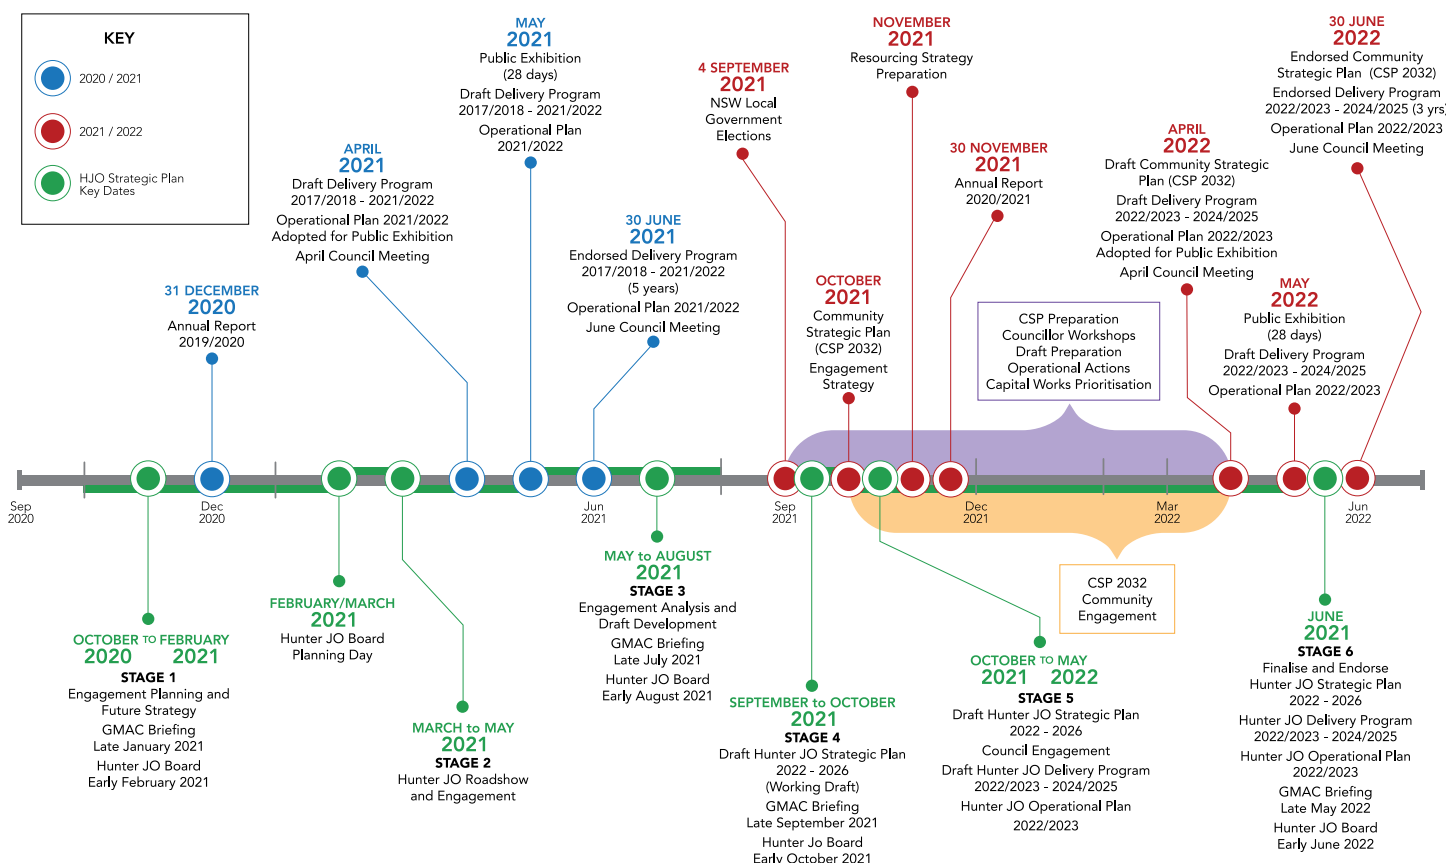 KEY
2020 / 2021
2021 / 2022
HJO Strategic Plan
Key Dates
31 DECEMBER
2020
Annual Report
2019/2020
APRIL
2021
Draft Delivery Program
2017/2018 - 2021/2022
Operational Plan 2021/2022
Adopted for Public Exhibition
April Council Meeting
MAY
2021
Public Exhibition
(28 days)
Draft Delivery Program
2017/2018 - 2021/2022
Operational Plan
2021/2022
30 JUNE
2021
Endorsed Delivery Program
2017/2018 - 2021/2022
(5 years)
Operational Plan 2021/2022
June Council Meeting
4 SEPTEMBER
2021
NSW Local
Government
Elections
OCTOBER
2021
Community
Strategic Plan
(CSP 2032)
Engagement
Strategy
NOVEMBER
2021
Resourcing Strategy
Preparation
30 NOVEMBER
2021
Annual Report
2020/2021
CSP Preparation
Councillor Workshops
Draft Preparation
Operational Actions
Capital Works Prioritisation
APRIL
2022
Draft Community Strategic
Plan (CSP 2032)
Draft Delivery Program
2022/2023 - 2024/2025
Operational Plan 2022/2023
Adopted for Public Exhibition
April Council Meeting
MAY
2022
Public Exhibition
(28 days)
Draft Delivery Program
2022/2023 - 2024/2025
Operational Plan 2022/2023
30 JUNE
2022
Endorsed Community
Strategic Plan (CSP 2032)
Endorsed Delivery Program
2022/2023 - 2024/2025 (3 yrs)
Operational Plan 2022/2023
June Council Meeting
Sep
2020
Dec
2020
Jun
2021
Sep
2021
Dec
2021
Mar
2022
Jun
2022
OCTOBER TO FEBRUARY
2020 2021
STAGE 1
Engagement Planning and
Future Strategy
GMAC Briefing
Late January 2021
Hunter JO Board
Early February 2021
FEBRUARY/MARCH
2021
Hunter JO Board
Planning Day
MARCH to MAY
2021
STAGE 2
Hunter JO Roadshow
and Engagement
MAY to AUGUST
2021
STAGE 3
Engagement Analysis and
Draft Development
GMAC Briefing
Late July 2021
Hunter JO Board
Early August 2021
SEPTEMBER to OCTOBER
2021
STAGE 4
Draft Hunter JO Strategic Plan
2022 - 2026
(Working Draft)
GMAC Briefing
Late September 2021
Hunter Jo Board
Early October 2021
OCTOBER TO MAY
2021 2022
STAGE 5
Draft Hunter JO Strategic Plan
2022 - 2026
Council Engagement
Draft Hunter JO Delivery Program
2022/2023 - 2024/2025
Hunter JO Operational Plan
2022/2023
CSP 2032
Community
Engagement
JUNE
2021
STAGE 6
Finalise and Endorse
Hunter JO Strategic Plan
2022 - 2026
Hunter JO Delivery Program
2022/2023 - 2024/2025
Hunter JO Operational Plan
2022/2023
GMAC Briefing
Late May 2022
Hunter JO Board
Early June 2022